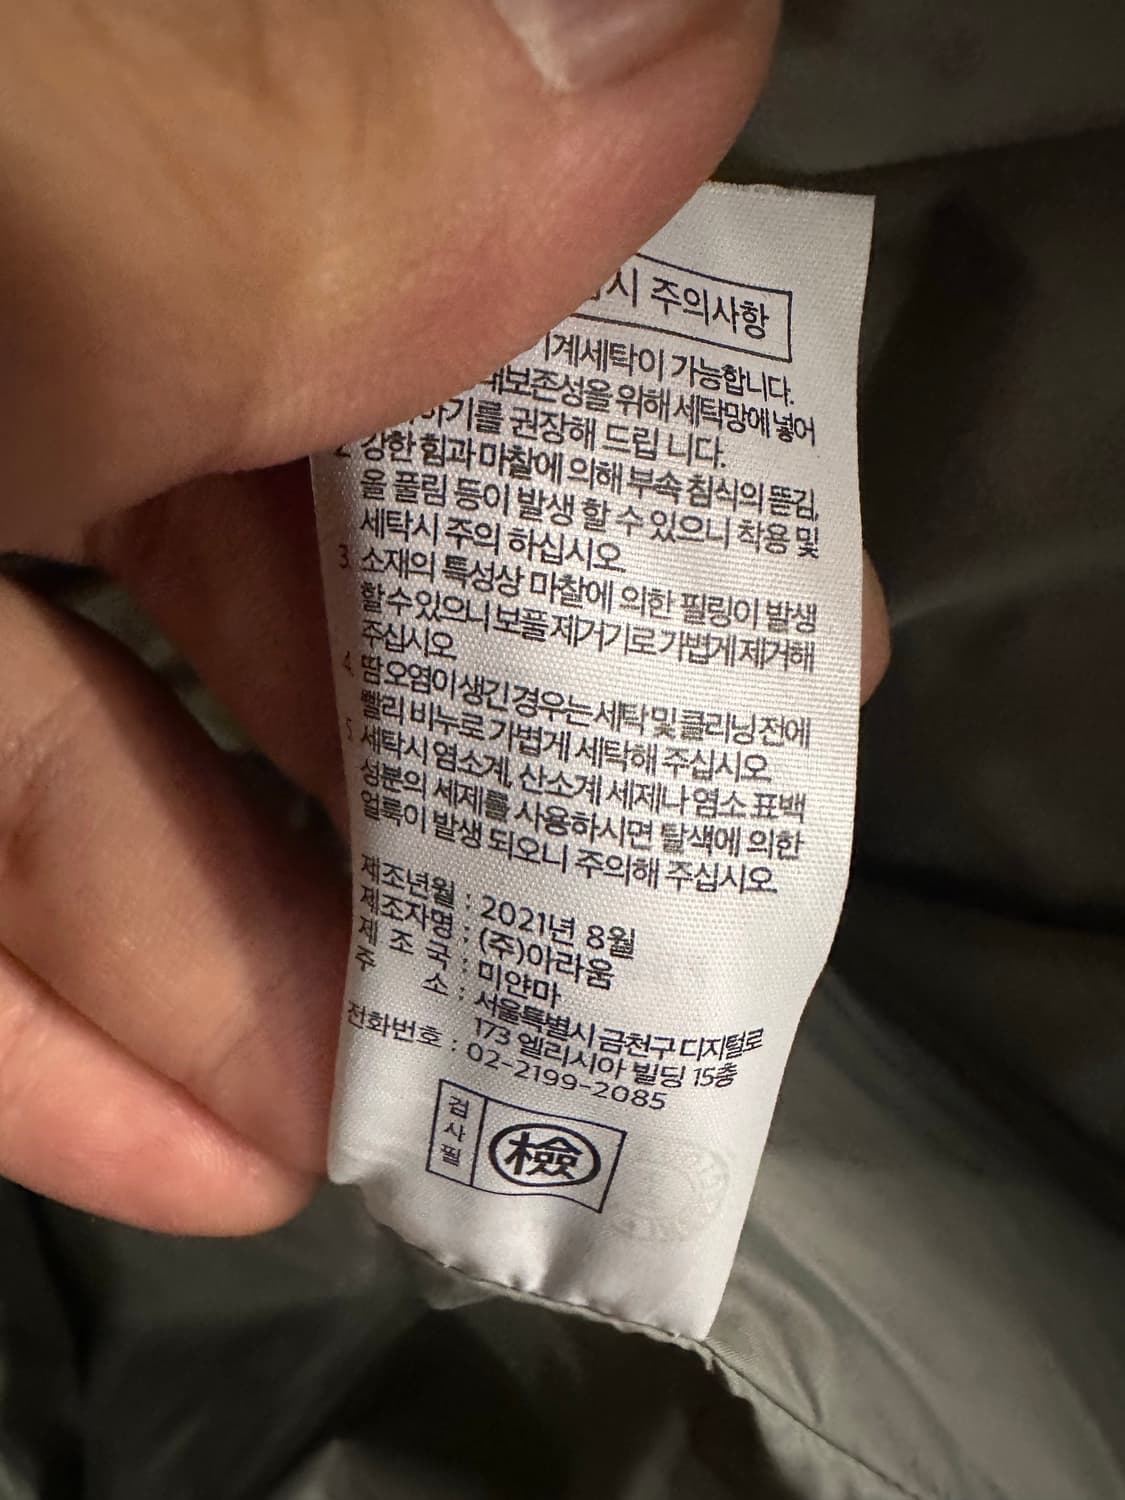 시 주의사항
계세탁이 가능합니다.
보존성을 위해 세탁망에 넣어
하기를 권장해 드립니다.
2. 강한 힘과 마찰에 의해 부속 침식의 뜯김,
올 풀림 등이 발생 할 수 있으니 착용 및
세탁시 주의 하십시오.
3. 소재의 특성상 마찰에 의한 필링이 발생
할 수 있으니 보풀 제거기로 가볍게 제거해
주십시오
4. 땀 오염이 생긴 경우는 세탁 및 클리닝 전에
빨리 비누로 가볍게 세탁해 주십시오.
5. 세탁시 염소계, 산소계 세제나 염소 표백
성분의 세제를 사용하시면 탈색에 의한
얼룩이 발생 되오니 주의해 주십시오.
제조년월 : 2021년 8월
제조자명 : (주)아라움
제 조 국 : 미얀마
주 소 : 서울특별시 금천구 디지털로
173 엘리시아 빌딩 15층
전화번호 : 02-2199-2085
검사필 檢